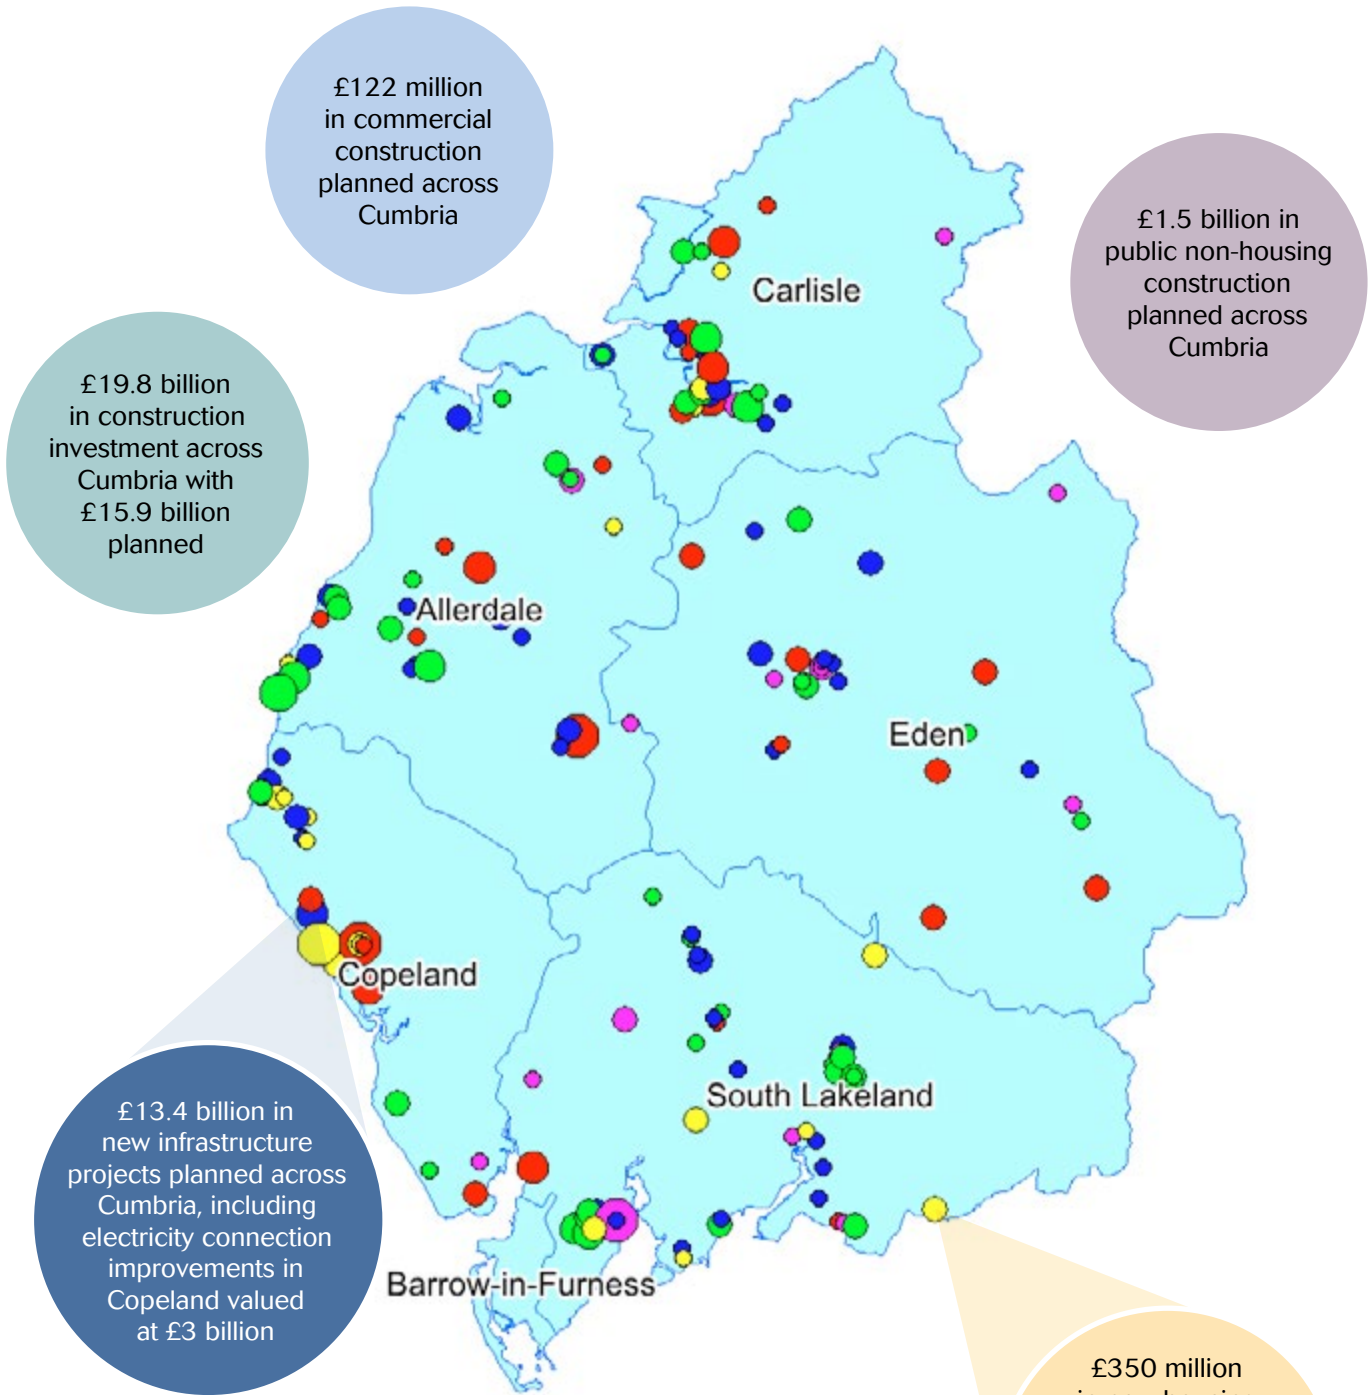 £122 million
in commercial
construction
planned across
Cumbria
£1.5 billion in
public non-housing
construction
planned across
Cumbria
Carlisle
£19.8 billion
in construction
investment across
Cumbria with
£15.9 billion
planned
Allerdale
Eden
Copeland
South Lakeland
£13.4 billion in
new infrastructure
projects planned across
Cumbria, including
electricity connection
improvements in
Copeland valued
at £3 billion
Barrow-in-Furness
£350 million